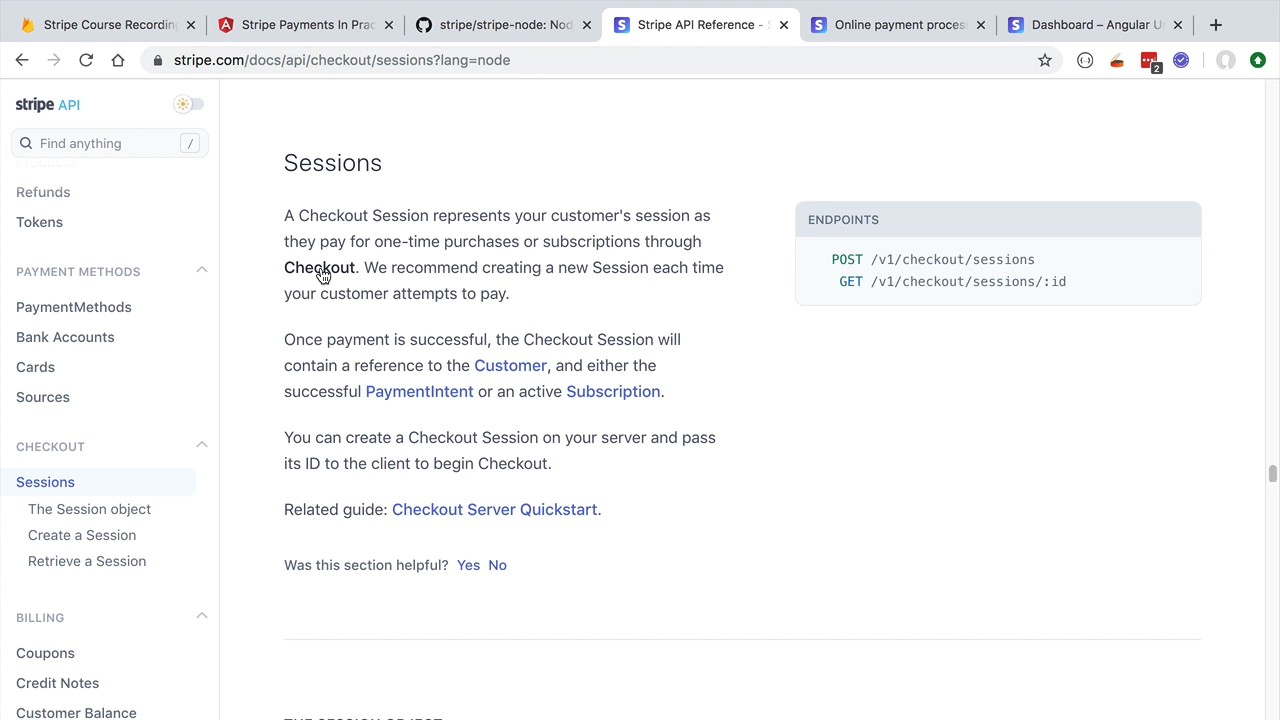 Stripe Course Recording
Stripe Payments In Prac
stripe/stripe-node: Nod
Stripe API Reference -
Online payment proces
Dashboard – Angular U
stripe.com/docs/api/checkout/sessions?lang=node
2
stripe API
Find anything /
Products
Refunds
Tokens
PAYMENT METHODS
PaymentMethods
Bank Accounts
Cards
Sources
CHECKOUT
Sessions
The Session object
Create a Session
Retrieve a Session
BILLING
Coupons
Credit Notes
Customer Balance
Sessions
A Checkout Session represents your customer's session as
they pay for one-time purchases or subscriptions through
Checkout. We recommend creating a new Session each time
your customer attempts to pay.
Once payment is successful, the Checkout Session will
contain a reference to the Customer, and either the
successful PaymentIntent or an active Subscription.
You can create a Checkout Session on your server and pass
its ID to the client to begin Checkout.
Related guide: Checkout Server Quickstart.
Was this section helpful? Yes No
THE SESSION OBJECT
ENDPOINTS
POST /v1/checkout/sessions
GET /v1/checkout/sessions/:id